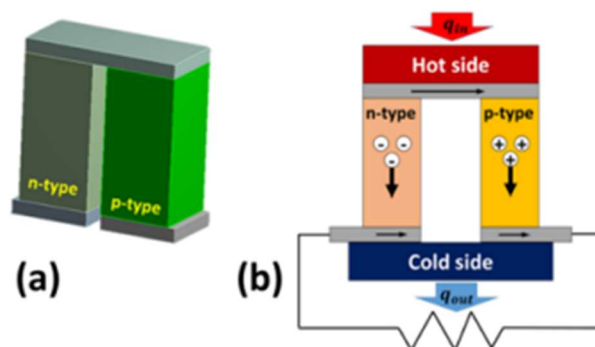 n-type
p-type
(a)
q_in
Hot side
n-type
p-type
- -
-
+ +
+
Cold side
q_out
(b)